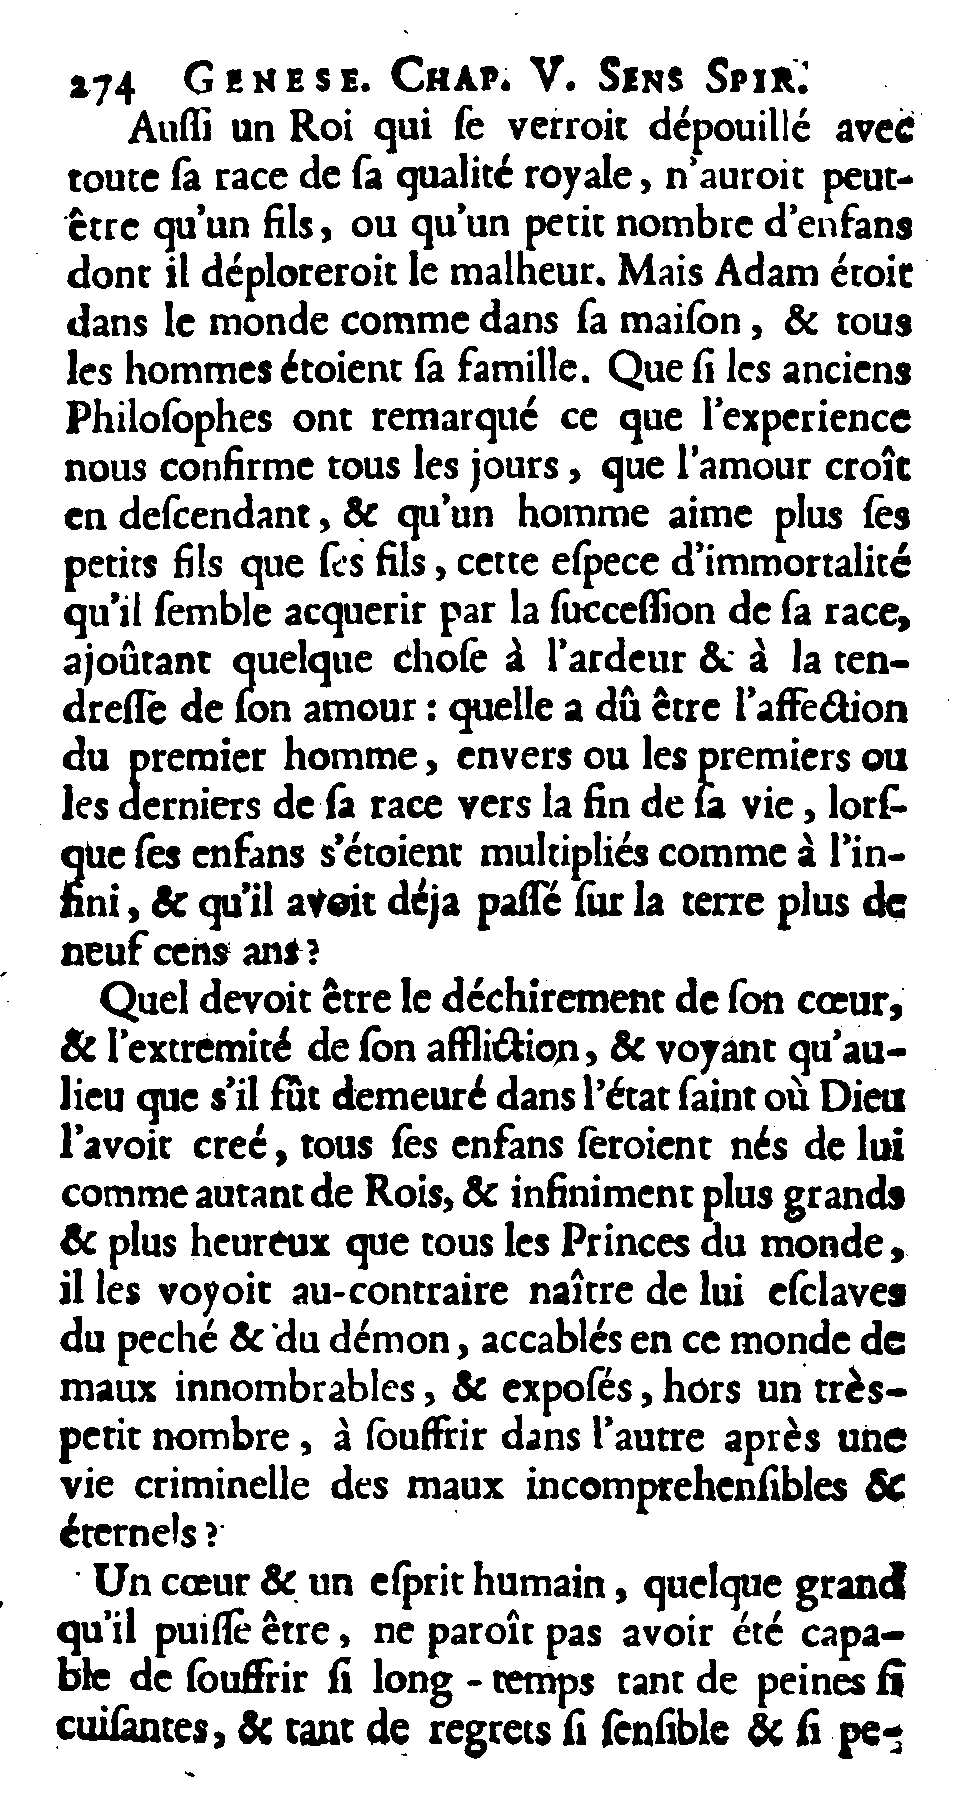 274 GENESE. CHAP. V. SENS SPIR.
Auſſi un Roi qui ſe verroit dépouillé avec
toute ſa race de ſa qualité royale, n'auroit peut-
être qu'un fils, ou qu'un petit nombre d'enfans
dont il déploreroit le malheur. Mais Adam étoit
dans le monde comme dans ſa maiſon, & tous
les hommes étoient ſa famille. Que ſi les anciens
Philoſophes ont remarqué ce que l'experience
nous confirme tous les jours, que l'amour croît
en deſcendant, & qu'un homme aime plus ſes
petits fils que ſes fils, cette eſpece d'immortalité
qu'il ſemble acquerir par la ſucceſſion de ſa race,
ajoûtant quelque choſe à l'ardeur & à la ten-
dreſſe de ſon amour : quelle a dû être l'affection
du premier homme, envers ou les premiers ou
les derniers de ſa race vers la fin de ſa vie, lorſ-
que ſes enfans s'étoient multipliés comme à l'in-
fini, & qu'il avoit déja paſſé ſur la terre plus de
neuf cens ans?
Quel devoit être le déchirement de ſon cœur,
& l'extremité de ſon affliction, & voyant qu'au-
lieu que s'il fût demeuré dans l'état ſaint où Dieu
l'avoit creé, tous ſes enfans ſeroient nés de lui
comme autant de Rois, & infiniment plus grands
& plus heureux que tous les Princes du monde,
il les voyoit au-contraire naître de lui eſclaves
du peché & du démon, accablés en ce monde de
maux innombrables, & expoſés, hors un très-
petit nombre, à ſouffrir dans l'autre après une
vie criminelle des maux incomprehenſibles &
éternels?
Un cœur & un eſprit humain, quelque grand
qu'il puiſſe être, ne paroît pas avoir été capa-
ble de ſouffrir ſi long-temps tant de peines ſi
cuiſantes, & tant de regrets ſi ſenſible & ſi pe-